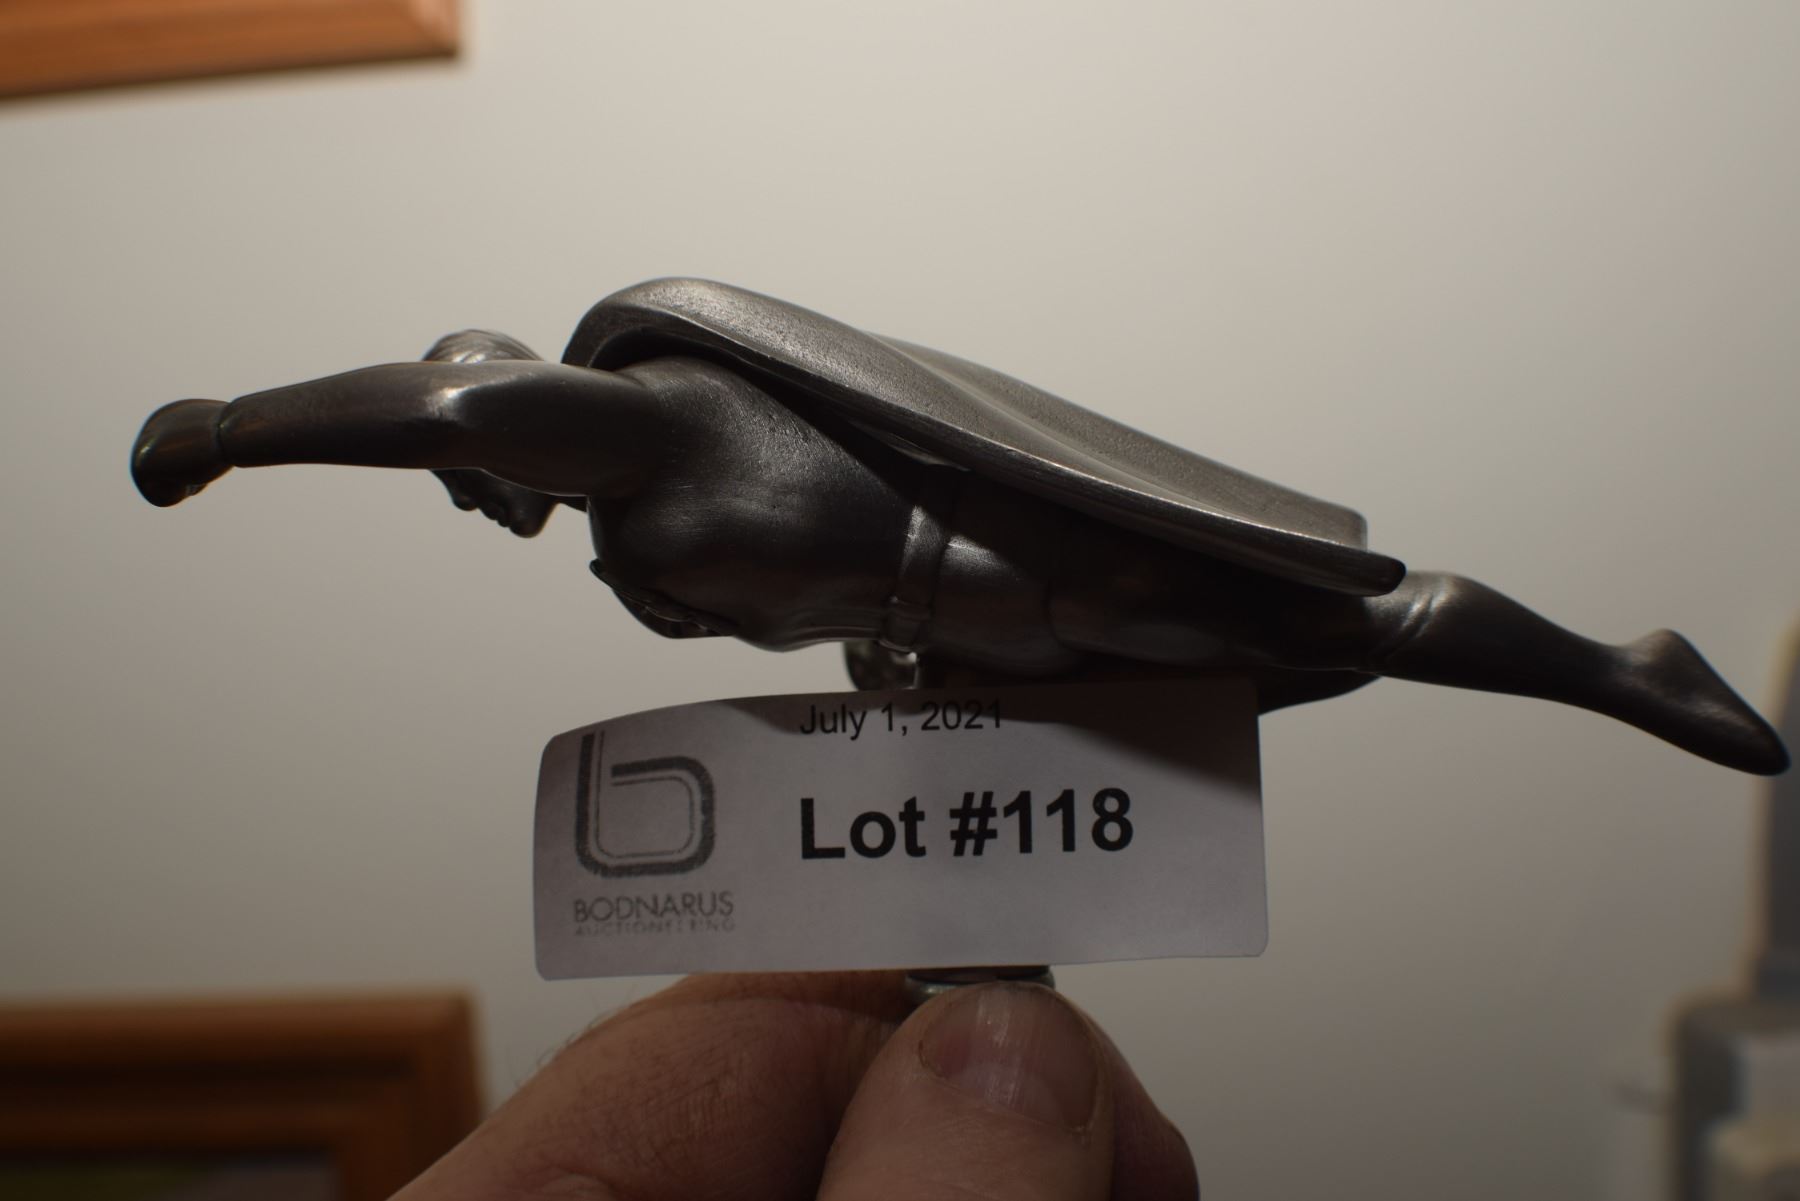 July 1, 2021
Lot #118
BODNARUS
AUCTIONEERING